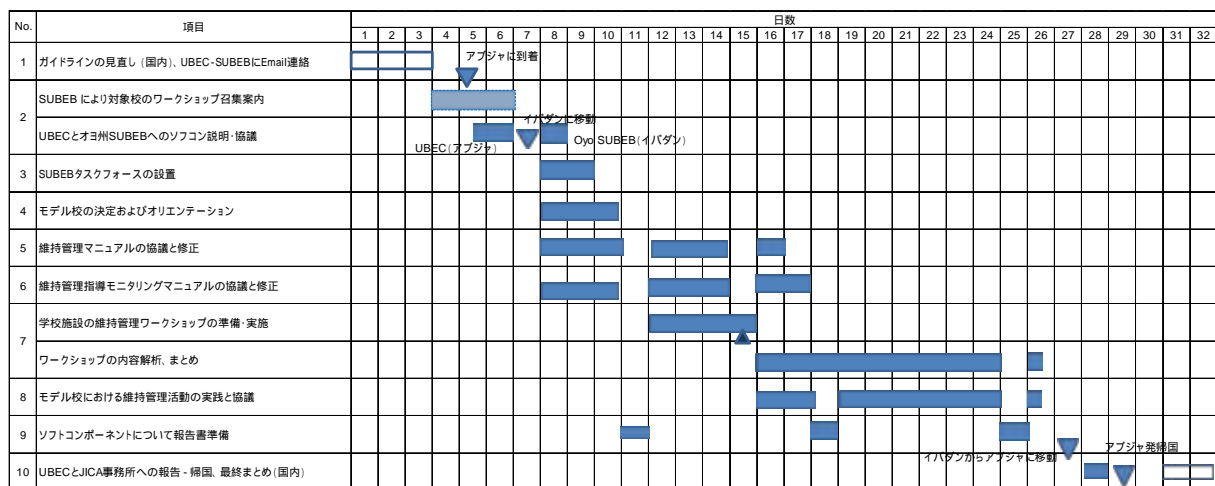 No. 項目 日数
1 2 3 4 5 6 7 8 9 10 11 12 13 14 15 16 17 18 19 20 21 22 23 24 25 26 27 28 29 30 31 32
1 ガイドラインの見直し (国内)、UBEC-SUBEBにEmail連絡 アブジャに到着
2 SUBEB により対象校のワークショップ召集案内
イバダンに移動
UBECとオヨ州SUBEBへのソフコン説明・協議 UBEC(アブジャ) Oyo SUBEB(イバダン)
3 SUBEBタスクフォースの設置
4 モデル校の決定およびオリエンテーション
5 維持管理マニュアルの協議と修正
6 維持管理指導モニタリングマニュアルの協議と修正
7 学校施設の維持管理ワークショップの準備・実施
ワークショップの内容解析、まとめ
8 モデル校における維持管理活動の実践と協議
9 ソフトコンポーネントについて報告書準備 イバダンからアブジャに移動 アブジャ発帰国
10 UBECとJICA事務所への報告 - 帰国、最終まとめ(国内)